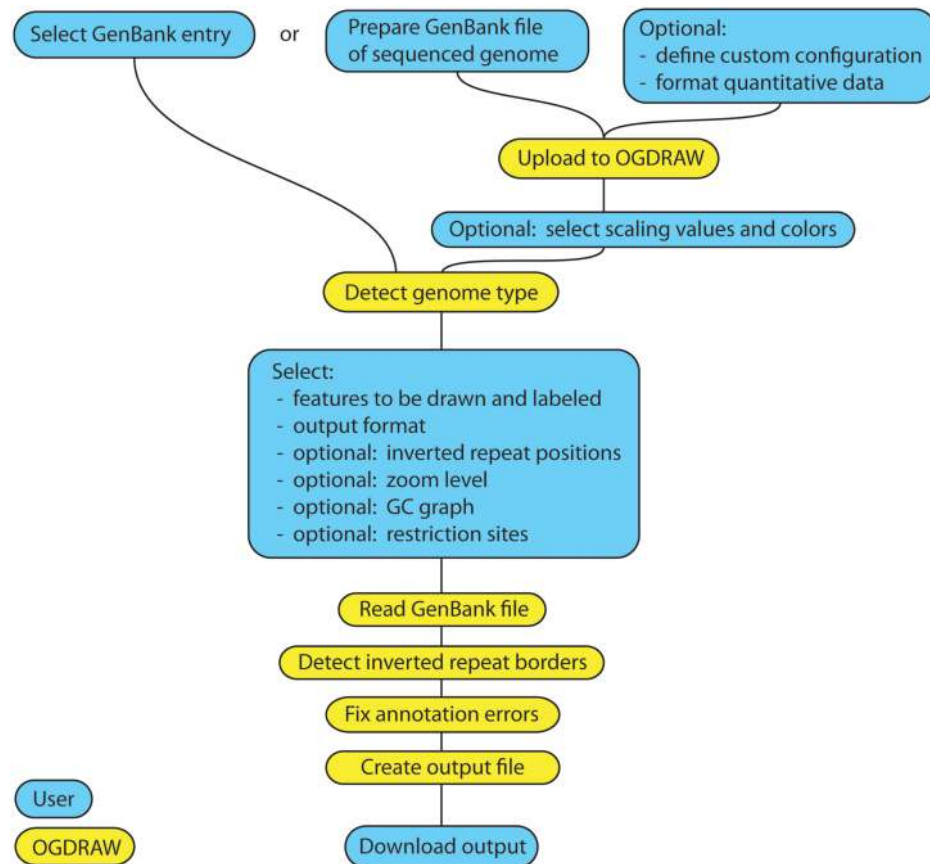 Select GenBank entry
or
Prepare GenBank file
of sequenced genome
Optional:
- define custom configuration
- format quantitative data
Upload to OGDRAW
Optional: select scaling values and colors
Detect genome type
Select:
- features to be drawn and labeled
- output format
- optional: inverted repeat positions
- optional: zoom level
- optional: GC graph
- optional: restriction sites
Read GenBank file
Detect inverted repeat borders
Fix annotation errors
Create output file
Download output
User
OGDRAW